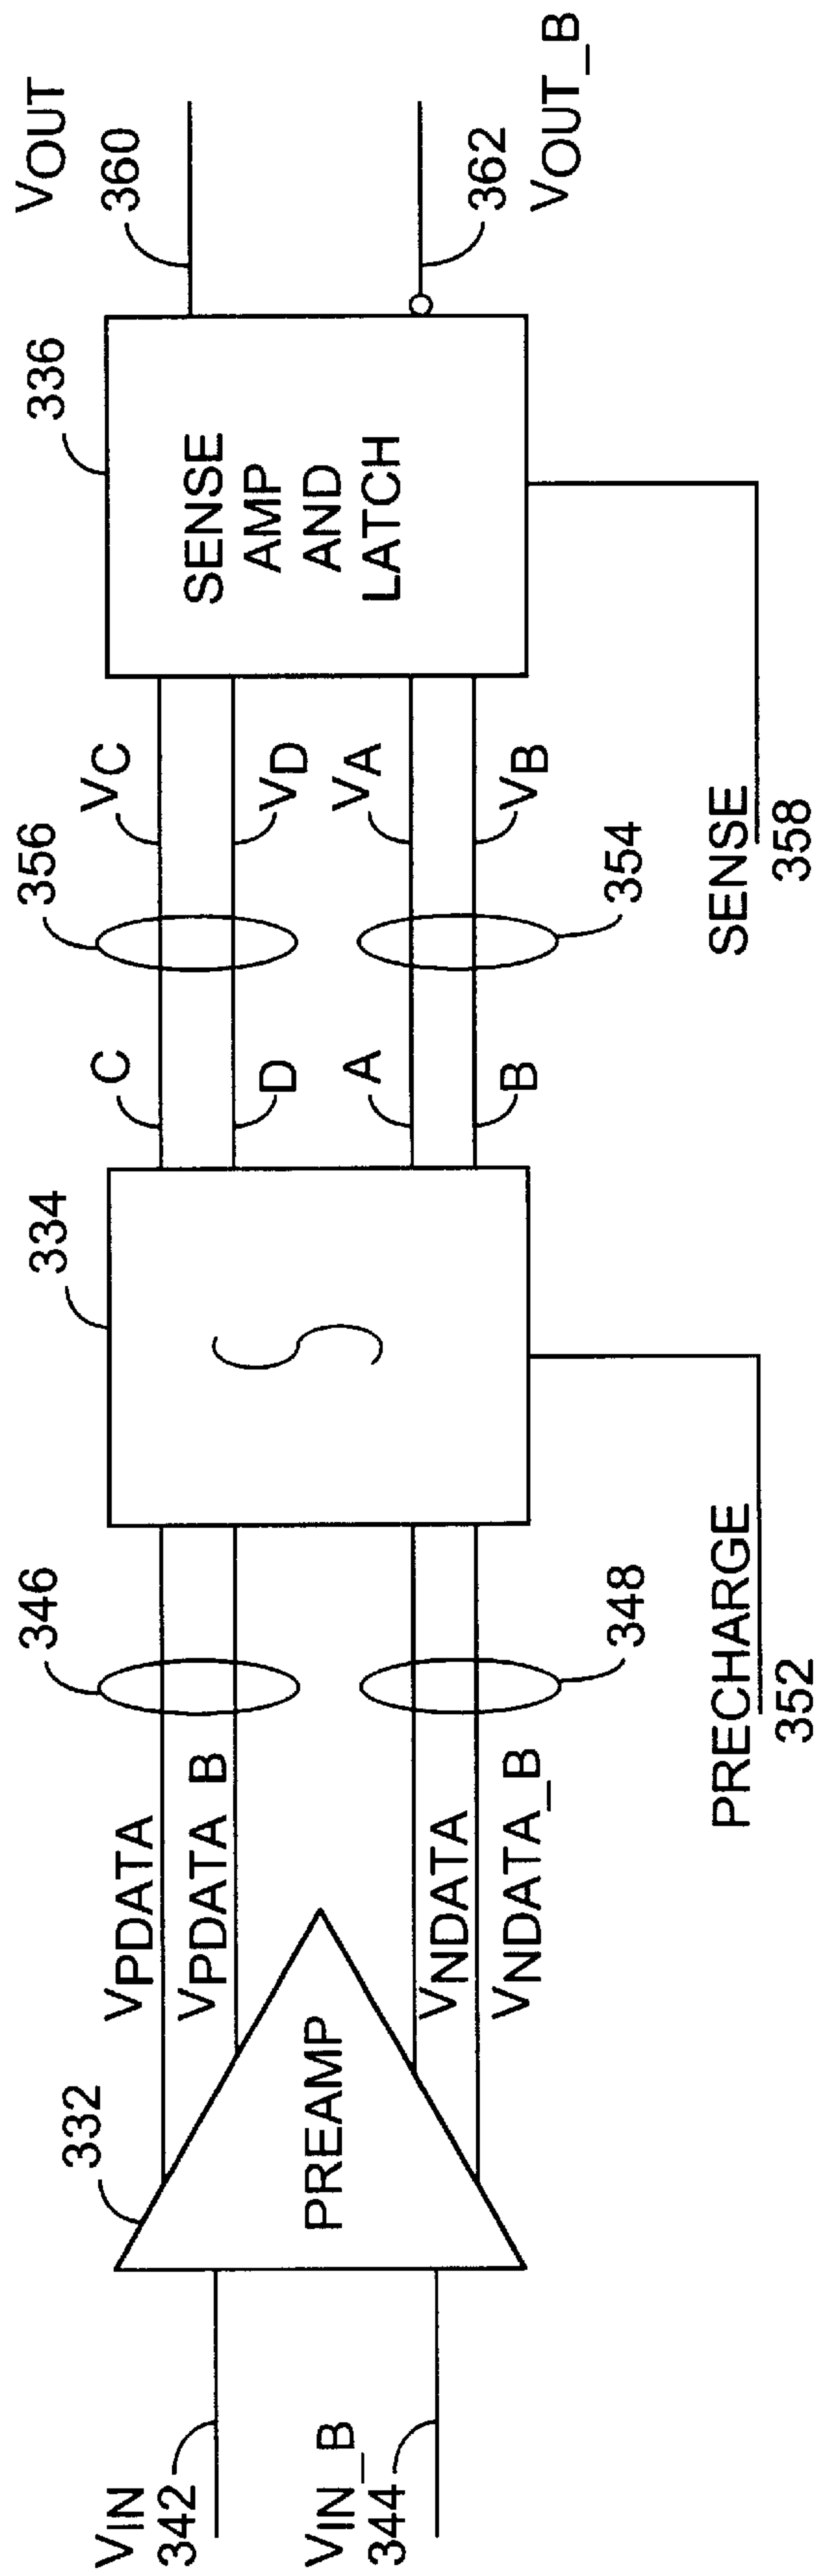 VIN
342
VIN_B
344
332
PREAMP
VPDATA
VPDATA_B
VNDATA
VNDATA_B
346
348
334
PRECHARGE
352
C
D
A
B
356
354
VC
VD
VA
VB
336
SENSE
AMP
AND
LATCH
SENSE
358
VOUT
360
362
VOUT_B